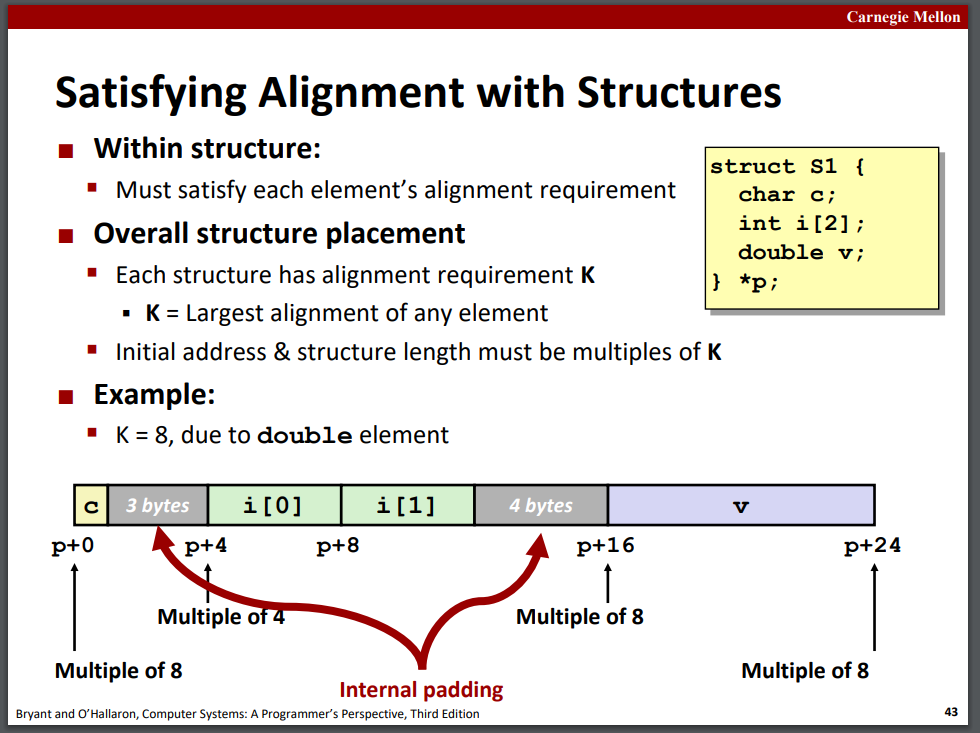 Carnegie Mellon
Satisfying Alignment with Structures
■ Within structure:
▪ Must satisfy each element’s alignment requirement
■ Overall structure placement
▪ Each structure has alignment requirement K
▪ K = Largest alignment of any element
▪ Initial address & structure length must be multiples of K
■ Example:
▪ K = 8, due to double element
struct S1 {
  char c;
  int i[2];
  double v;
} *p;
c 3 bytes i[0] i[1] 4 bytes v
p+0 p+4 p+8 p+16 p+24
Multiple of 4 Multiple of 8
Multiple of 8 Multiple of 8
Internal padding
Bryant and O’Hallaron, Computer Systems: A Programmer’s Perspective, Third Edition 43